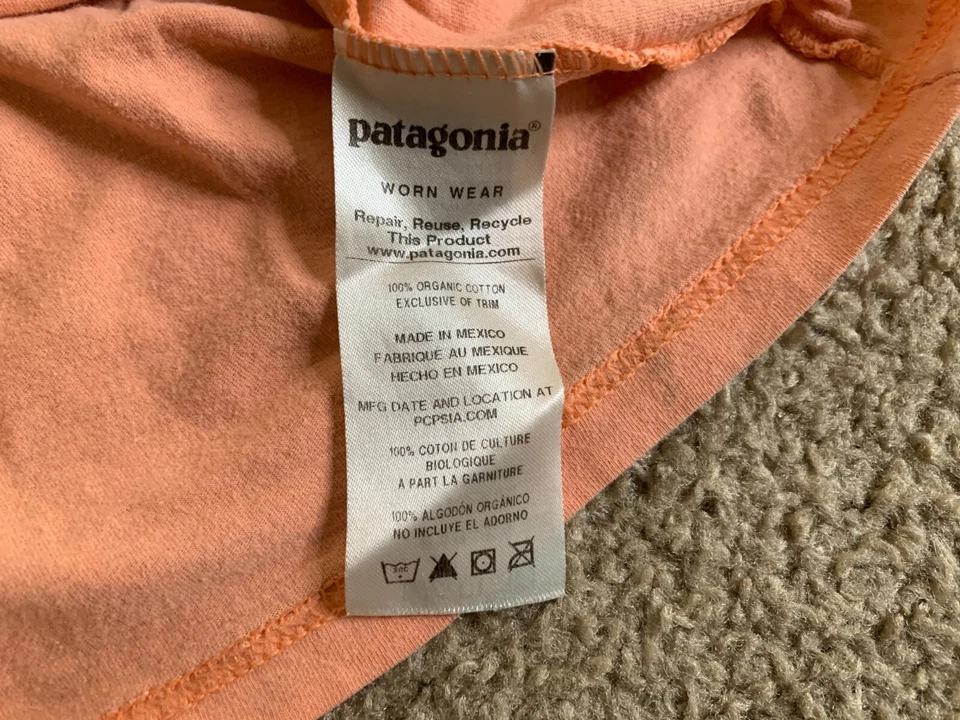 patagonia®
WORN WEAR
Repair, Reuse, Recycle
This Product
www.patagonia.com
100% ORGANIC COTTON
EXCLUSIVE OF TRIM
MADE IN MEXICO
FABRIQUE AU MEXIQUE
HECHO EN MEXICO
MFG DATE AND LOCATION AT
PCPSIA.COM
100% COTON DE CULTURE
BIOLOGIQUE
A PART LA GARNITURE
100% ALGODÓN ORGÁNICO
NO INCLUYE EL ADORNO
30C